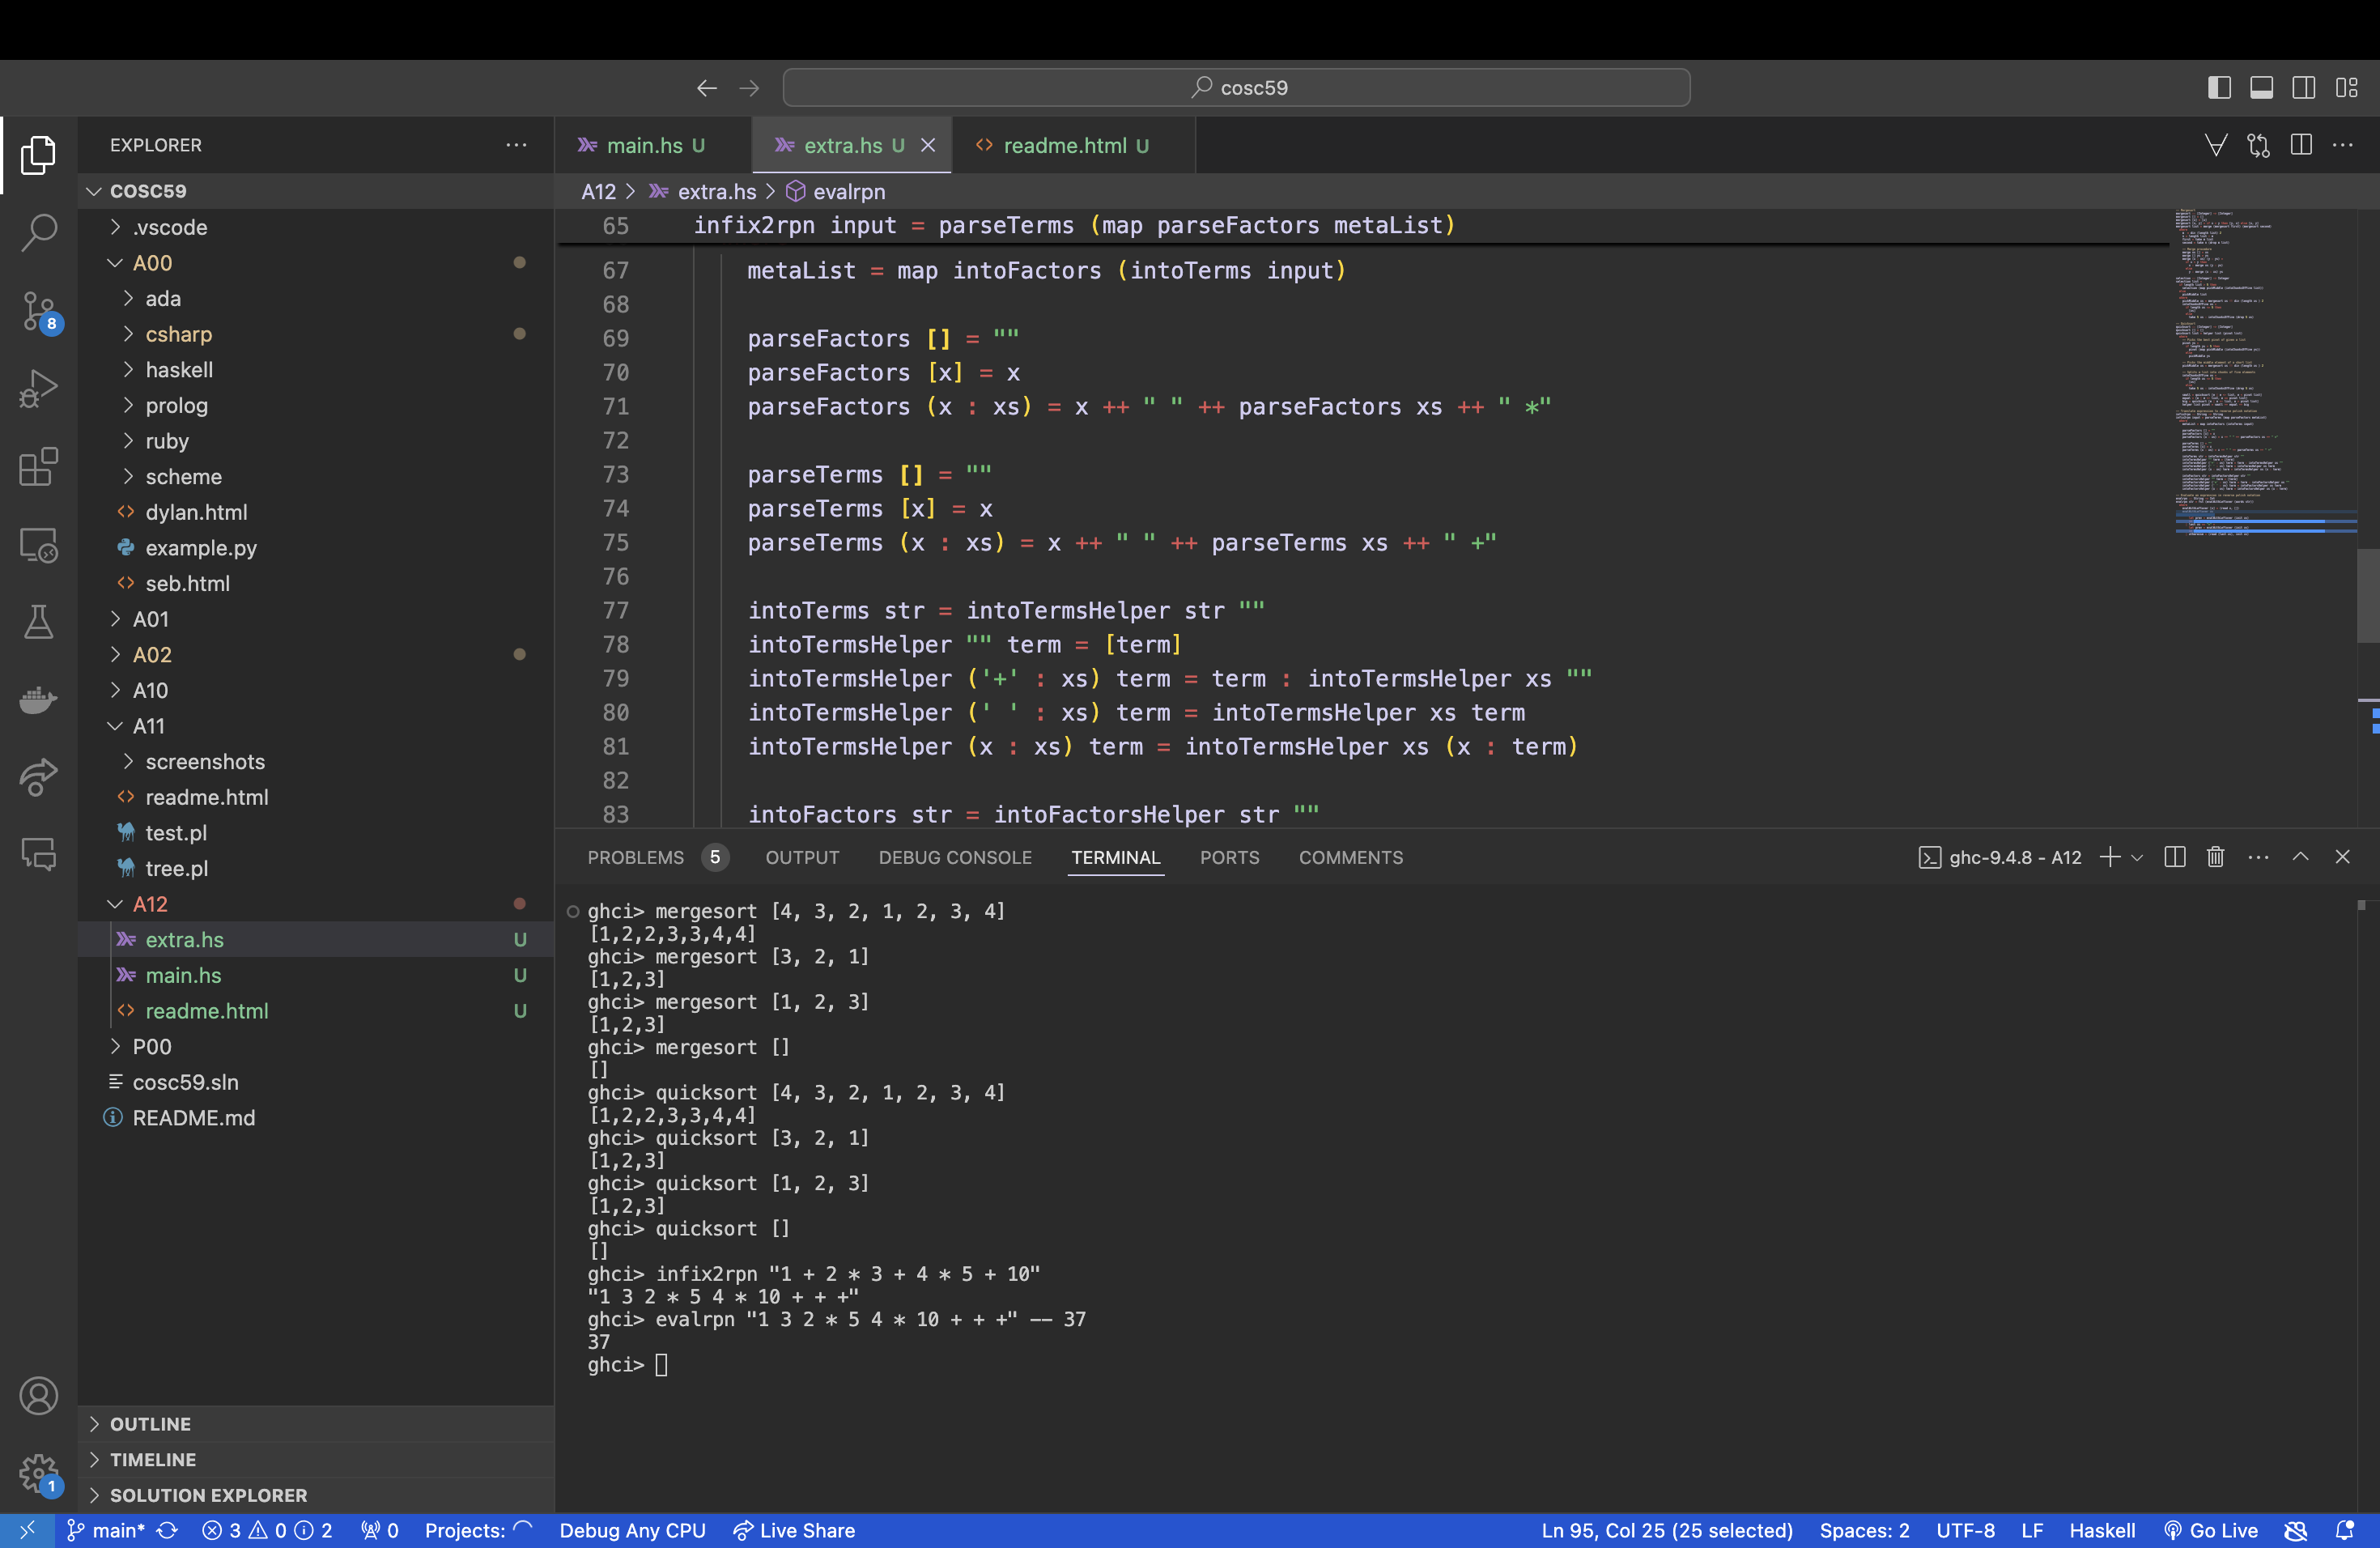 cosc59
EXPLORER
COSC59
.vscode
A00
ada
csharp
haskell
prolog
ruby
scheme
dylan.html
example.py
seb.html
A01
A02
A10
A11
screenshots
readme.html
test.pl
tree.pl
A12
extra.hs U
main.hs U
readme.html U
P00
cosc59.sln
README.md
OUTLINE
TIMELINE
SOLUTION EXPLORER
8
1
main.hs U extra.hs U readme.html U
A12 > extra.hs > evalrpn
65 infix2rpn input = parseTerms (map parseFactors metaList)
67 metaList = map intoFactors (intoTerms input)
68
69 parseFactors [] = ""
70 parseFactors [x] = x
71 parseFactors (x : xs) = x ++ " " ++ parseFactors xs ++ " *"
72
73 parseTerms [] = ""
74 parseTerms [x] = x
75 parseTerms (x : xs) = x ++ " " ++ parseTerms xs ++ " +"
76
77 intoTerms str = intoTermsHelper str ""
78 intoTermsHelper "" term = [term]
79 intoTermsHelper ('+' : xs) term = term : intoTermsHelper xs ""
80 intoTermsHelper (' ' : xs) term = intoTermsHelper xs term
81 intoTermsHelper (x : xs) term = intoTermsHelper xs (x : term)
82
83 intoFactors str = intoFactorsHelper str ""
PROBLEMS 5 OUTPUT DEBUG CONSOLE TERMINAL PORTS COMMENTS
ghc-9.4.8 - A12
ghci> mergesort [4, 3, 2, 1, 2, 3, 4]
[1,2,2,3,3,4,4]
ghci> mergesort [3, 2, 1]
[1,2,3]
ghci> mergesort [1, 2, 3]
[1,2,3]
ghci> mergesort []
[]
ghci> quicksort [4, 3, 2, 1, 2, 3, 4]
[1,2,2,3,3,4,4]
ghci> quicksort [3, 2, 1]
[1,2,3]
ghci> quicksort [1, 2, 3]
[1,2,3]
ghci> quicksort []
[]
ghci> infix2rpn "1 + 2 * 3 + 4 * 5 + 10"
"1 3 2 * 5 4 * 10 + + +"
ghci> evalrpn "1 3 2 * 5 4 * 10 + + +" -- 37
37
ghci>
main* 3 0 2 0 Projects: Debug Any CPU Live Share Ln 95, Col 25 (25 selected) Spaces: 2 UTF-8 LF Haskell Go Live